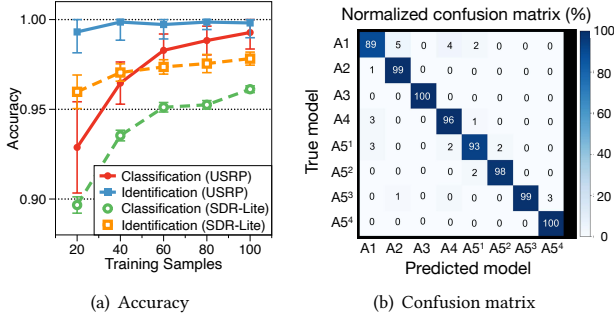 1.00
0.95
0.90
Accuracy
Classification (USRP)
Identification (USRP)
Classification (SDR-Lite)
Identification (SDR-Lite)
20 40 60 80 100
Training Samples
(a) Accuracy
Normalized confusion matrix (%)
True model
A1 89 5 0 4 2 0 0 0
A2 1 99 0 0 0 0 0 0
A3 0 0 100 0 0 0 0 0
A4 3 0 0 96 1 0 0 0
A5¹ 3 0 0 2 93 2 0 0
A5² 0 0 0 0 2 98 0 0
A5³ 0 1 0 0 0 0 99 3
A5⁴ 0 0 0 0 0 0 0 100
A1 A2 A3 A4 A5¹ A5² A5³ A5⁴
Predicted model
100
80
60
40
20
0
(b) Confusion matrix